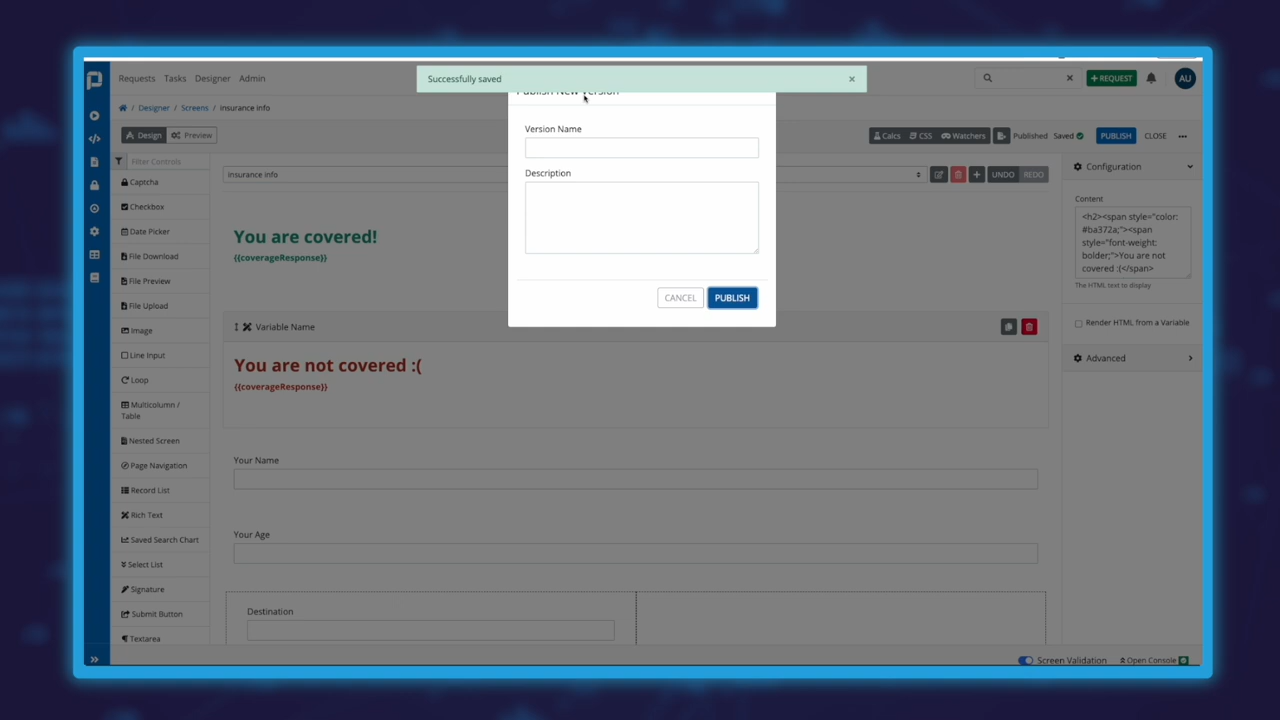 Successfully saved
×
Requests Tasks Designer Admin
+ REQUEST
AU
Publish New Version
/ Designer / Screens / insurance info
Version Name
Design Preview
Calcs CSS Watchers Published Saved PUBLISH CLOSE
Filter Controls
Captcha
Checkbox
Date Picker
File Download
File Preview
File Upload
Image
Line Input
Loop
Multicolumn /
Table
Nested Screen
Page Navigation
Record List
Rich Text
Saved Search Chart
Select List
Signature
Submit Button
Textarea
insurance info
UNDO REDO
Description
CANCEL PUBLISH
You are covered!
{{coverageResponse}}
Variable Name
You are not covered :(
{{coverageResponse}}
Your Name
Your Age
Destination
Configuration
Content
<h2><span style="color:
#ba372a;"><span
style="font-weight:
bolder;">You are not
covered :(</span>
The HTML text to display
Render HTML from a Variable
Advanced
Screen Validation Open Console